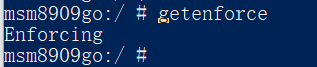 msm8909go:/ # getenforce
Enforcing
msm8909go:/ #